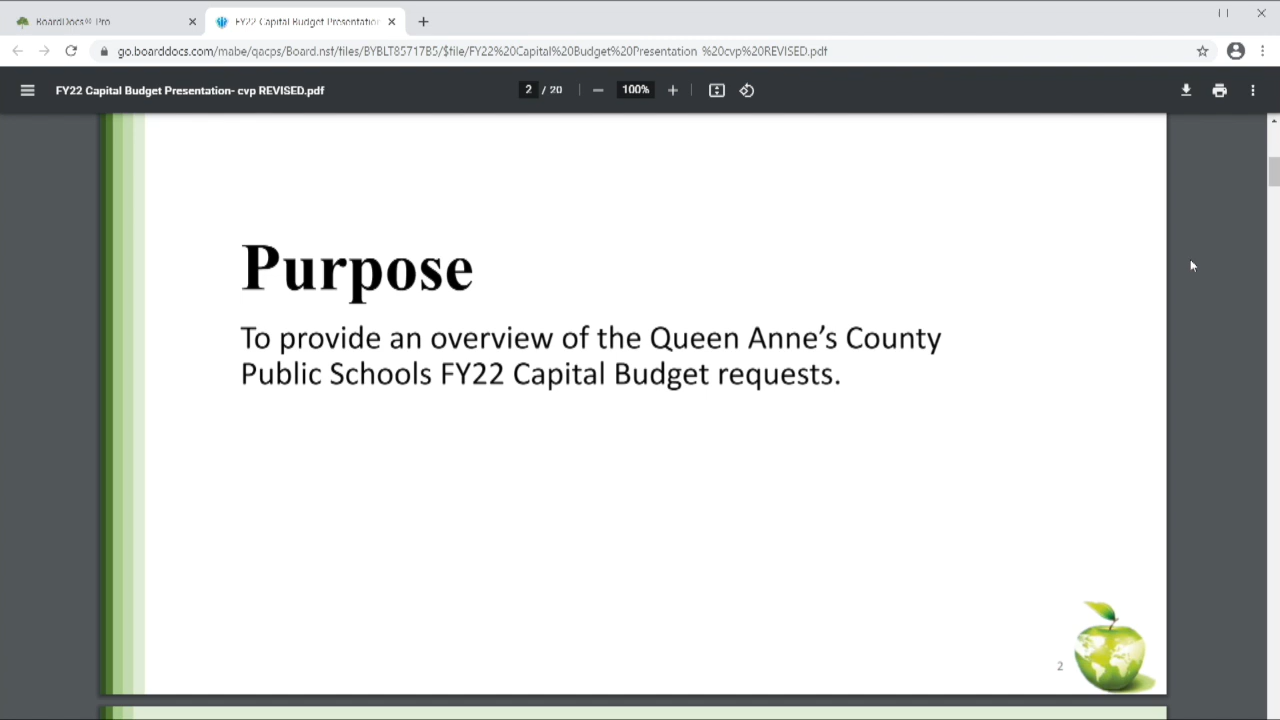 BoardDocs® Pro
FY22 Capital Budget Presentation
go.boarddocs.com/mabe/qacps/Board.nsf/files/BYBLT85717B5/$file/FY22%20Capital%20Budget%20Presentation_%20cvp%20REVISED.pdf
FY22 Capital Budget Presentation- cvp REVISED.pdf
2 / 20
100%
Purpose
To provide an overview of the Queen Anne’s County
Public Schools FY22 Capital Budget requests.
2